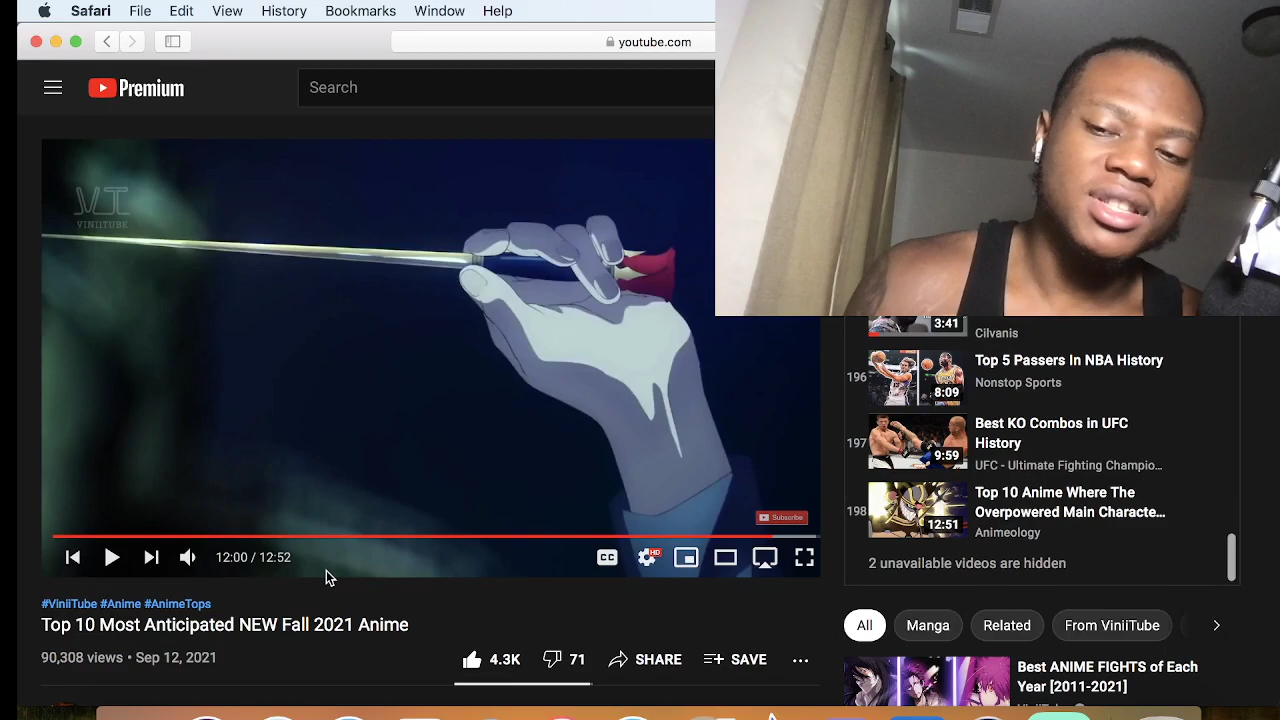 Safari File Edit View History Bookmarks Window Help
youtube.com
Premium
Search
VT
VINIITUBE
Subscribe
12:00 / 12:52
CC
HD
#ViniiTube #Anime #AnimeTops
Top 10 Most Anticipated NEW Fall 2021 Anime
90,308 views • Sep 12, 2021
4.3K 71 SHARE SAVE
3:41
Cilvanis
196
8:09
Top 5 Passers In NBA History
Nonstop Sports
197
9:59
Best KO Combos in UFC
History
UFC - Ultimate Fighting Champio...
198
12:51
Top 10 Anime Where The
Overpowered Main Characte...
Animeology
2 unavailable videos are hidden
All Manga Related From ViniiTube
Best ANIME FIGHTS of Each
Year [2011-2021]